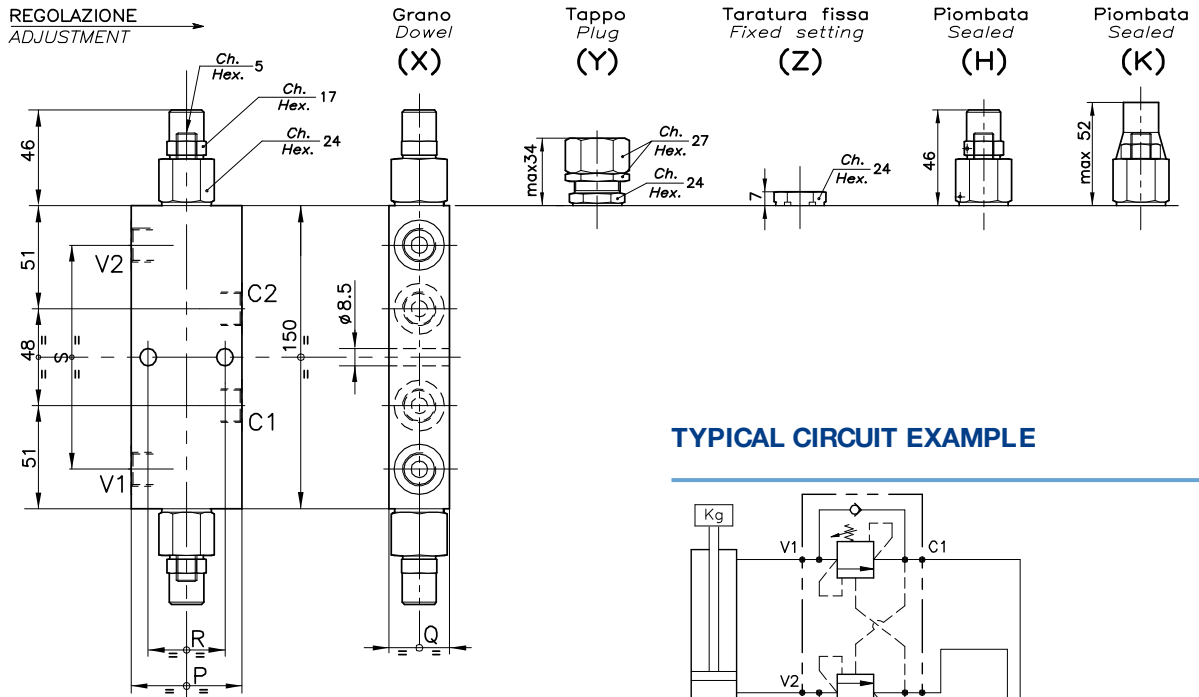 REGOLAZIONE
ADJUSTMENT
Grano
Dowel
(X)
Tappo
Plug
(Y)
Taratura fissa
Fixed setting
(Z)
Piombata
Sealed
(H)
Piombata
Sealed
(K)
Ch.
Hex. 5
Ch.
Hex. 17
Ch.
Hex. 24
46
max34
Ch.
Hex. 27
Ch.
Hex. 24
7
Ch.
Hex. 24
46
max 52
51
V2
C2
48
S
150
ø8.5
C1
51
V1
R
P
Q
=
=
=
=
=
=
=
=
=
=
=
=
TYPICAL CIRCUIT EXAMPLE
Kg
V1
C1
V2